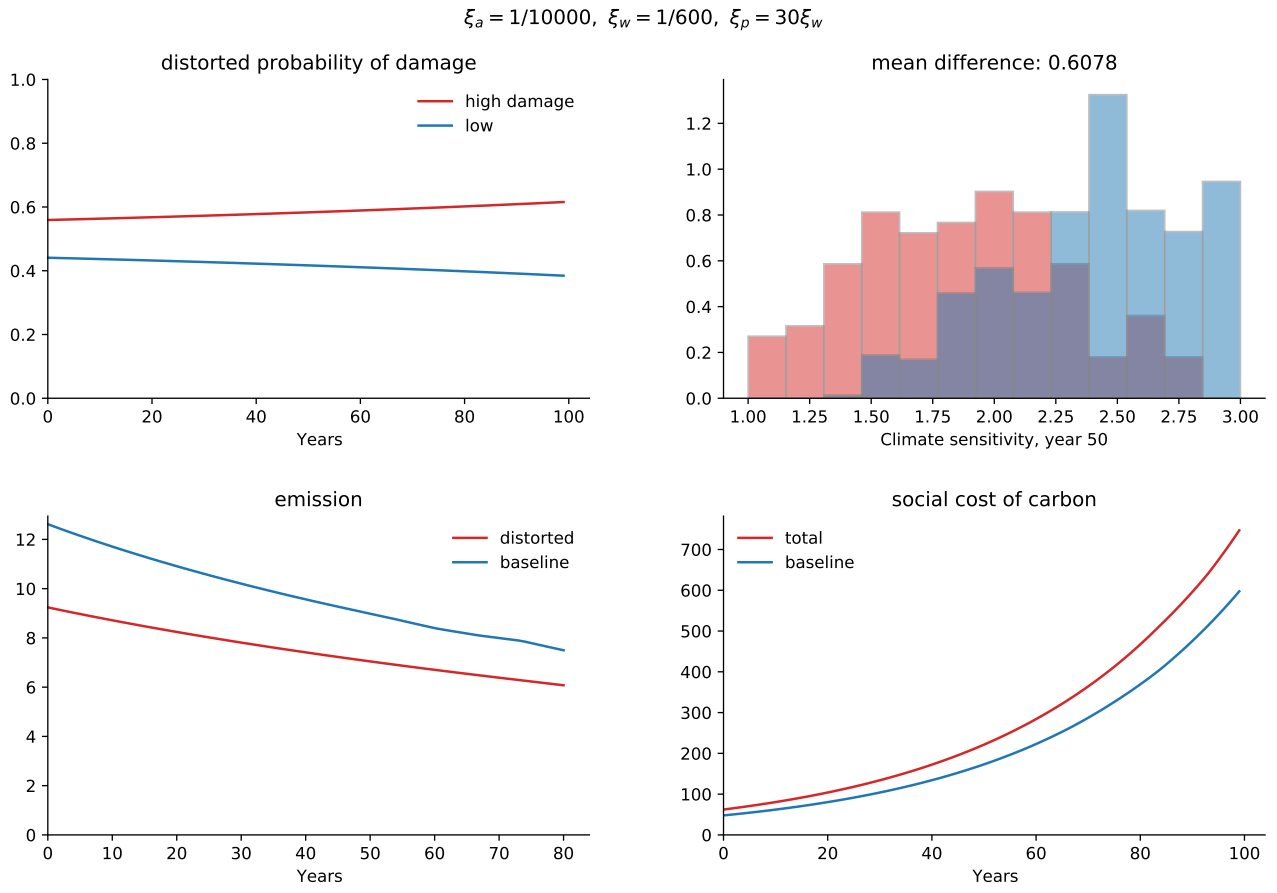 ξₐ = 1/10000, ξ_w = 1/600, ξₚ = 30ξ_w
distorted probability of damage
1.0
0.8
0.6
0.4
0.2
0.0
high damage
low
0 20 40 60 80 100
Years
mean difference: 0.6078
1.2
1.0
0.8
0.6
0.4
0.2
0.0
1.00 1.25 1.50 1.75 2.00 2.25 2.50 2.75 3.00
Climate sensitivity, year 50
emission
12
10
8
6
4
2
0
distorted
baseline
0 10 20 30 40 50 60 70 80
Years
social cost of carbon
total
baseline
700
600
500
400
300
200
100
0
0 20 40 60 80 100
Years